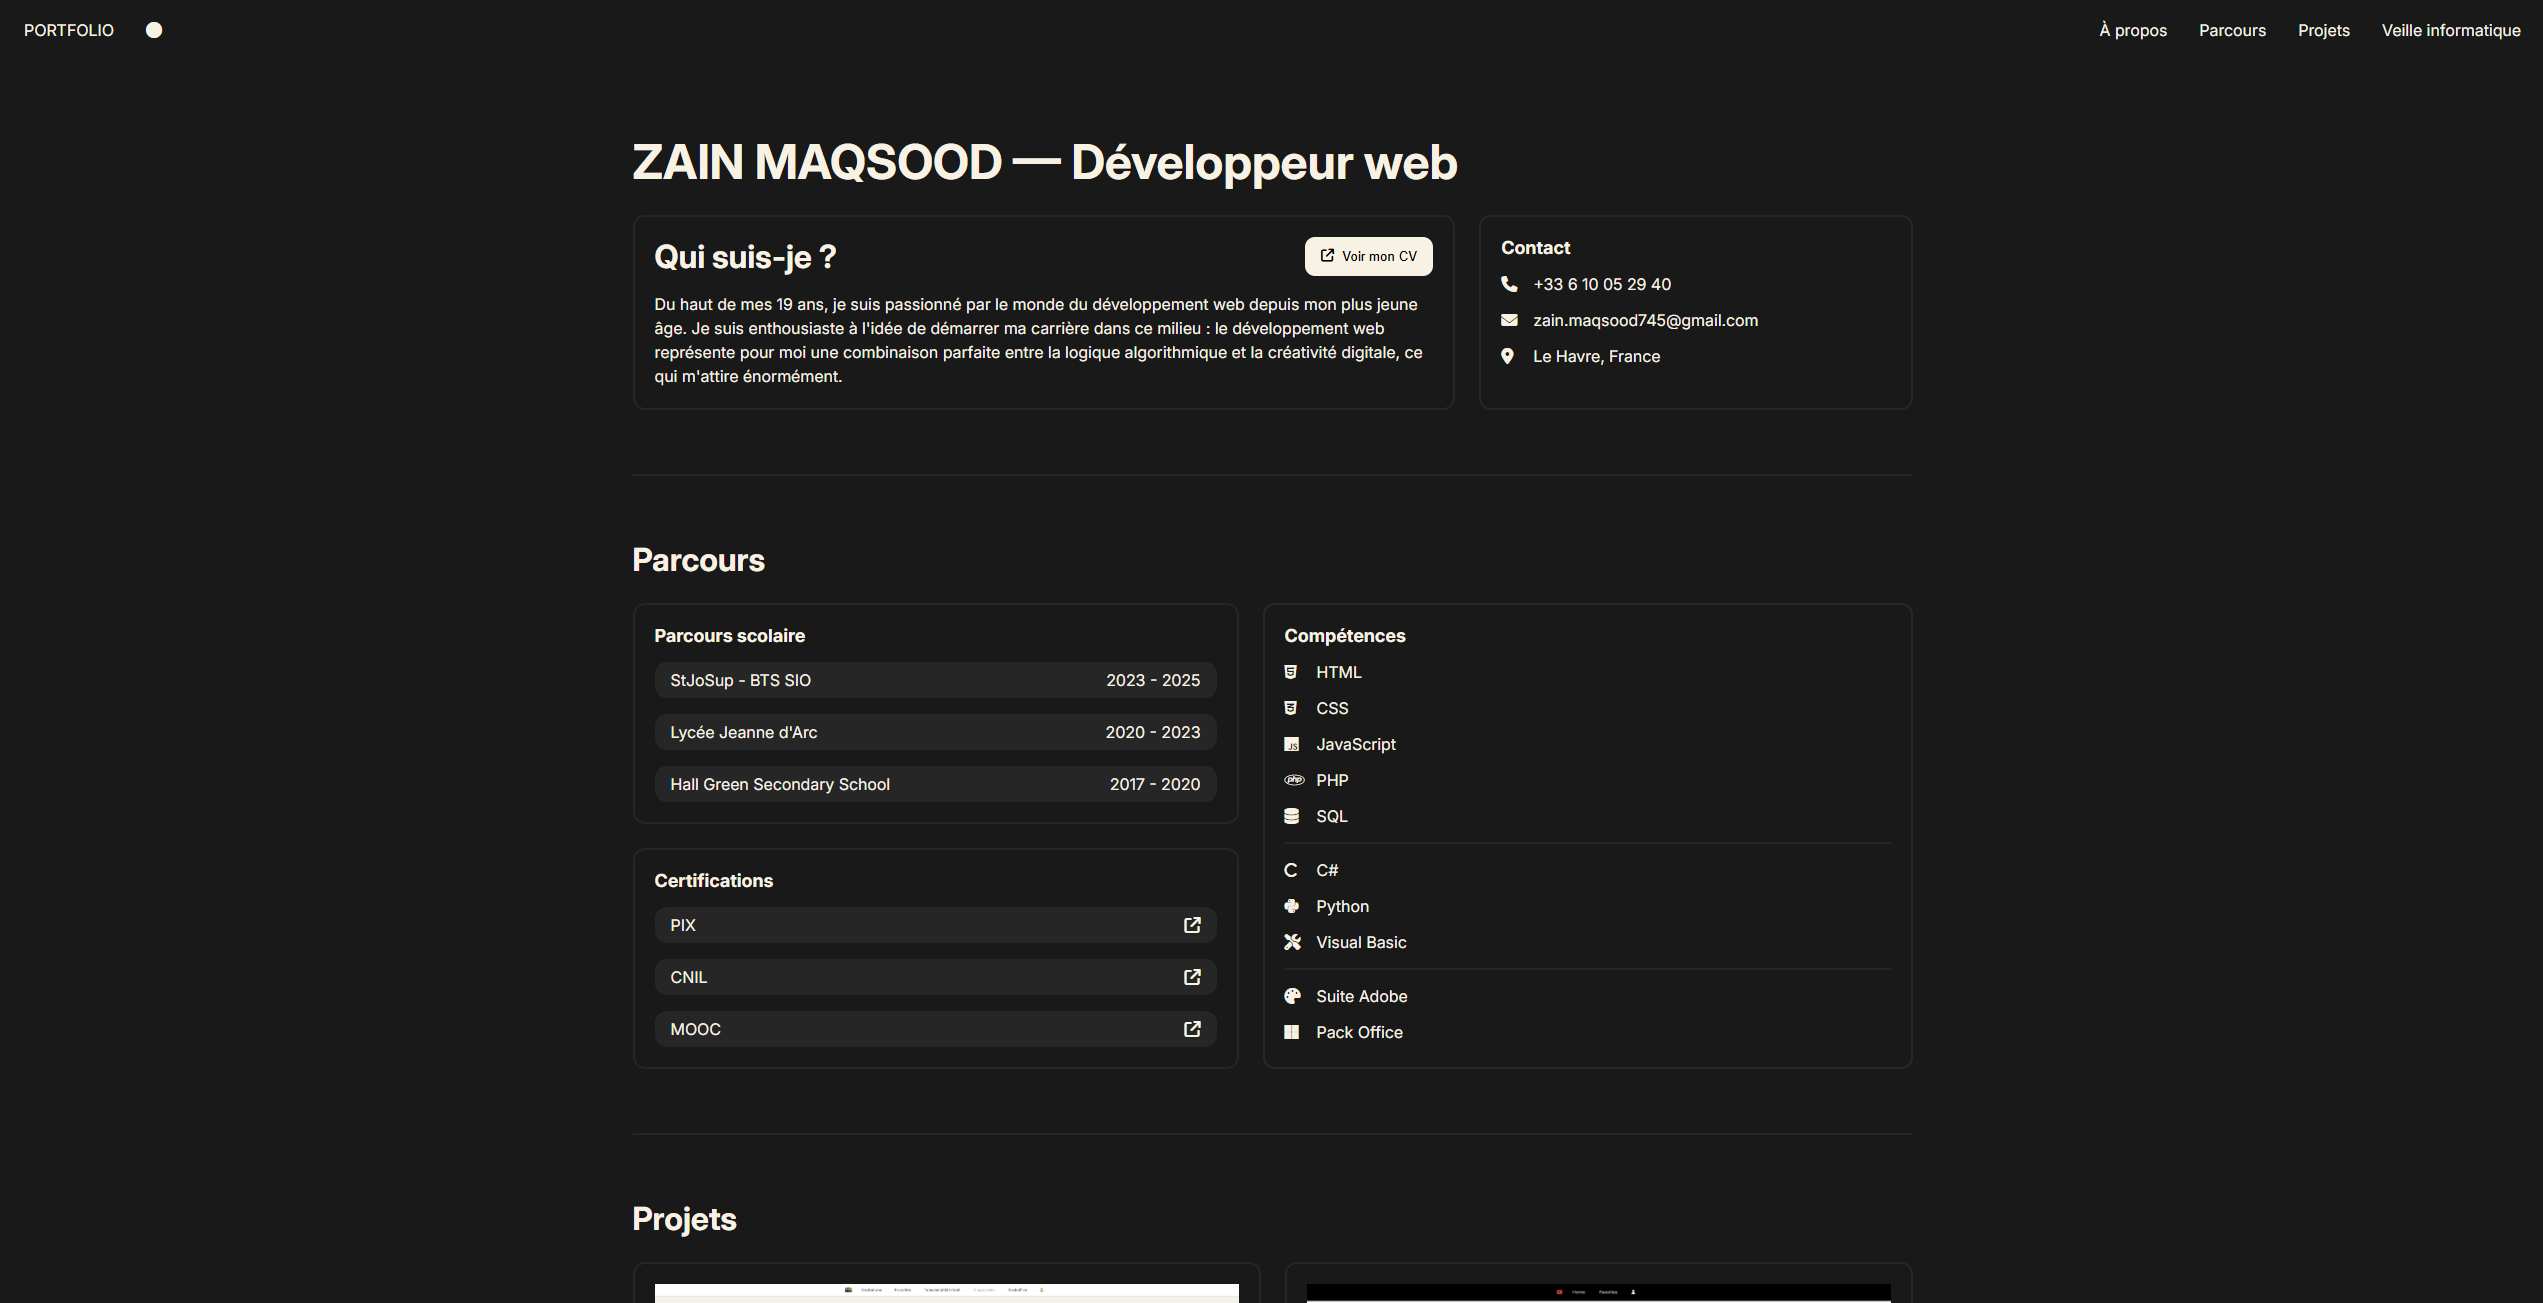 PORTFOLIO
À propos
Parcours
Projets
Veille informatique
ZAIN MAQSOOD — Développeur web
Qui suis-je ?
Voir mon CV
Du haut de mes 19 ans, je suis passionné par le monde du développement web depuis mon plus jeune
âge. Je suis enthousiaste à l'idée de démarrer ma carrière dans ce milieu : le développement web
représente pour moi une combinaison parfaite entre la logique algorithmique et la créativité digitale, ce
qui m'attire énormément.
Contact
+33 6 10 05 29 40
zain.maqsood745@gmail.com
Le Havre, France
Parcours
Parcours scolaire
StJoSup - BTS SIO 2023 - 2025
Lycée Jeanne d'Arc 2020 - 2023
Hall Green Secondary School 2017 - 2020
Certifications
PIX
CNIL
MOOC
Compétences
HTML
CSS
JS JavaScript
php PHP
SQL
C C#
Python
Visual Basic
Suite Adobe
Pack Office
Projets
Home
Favorites